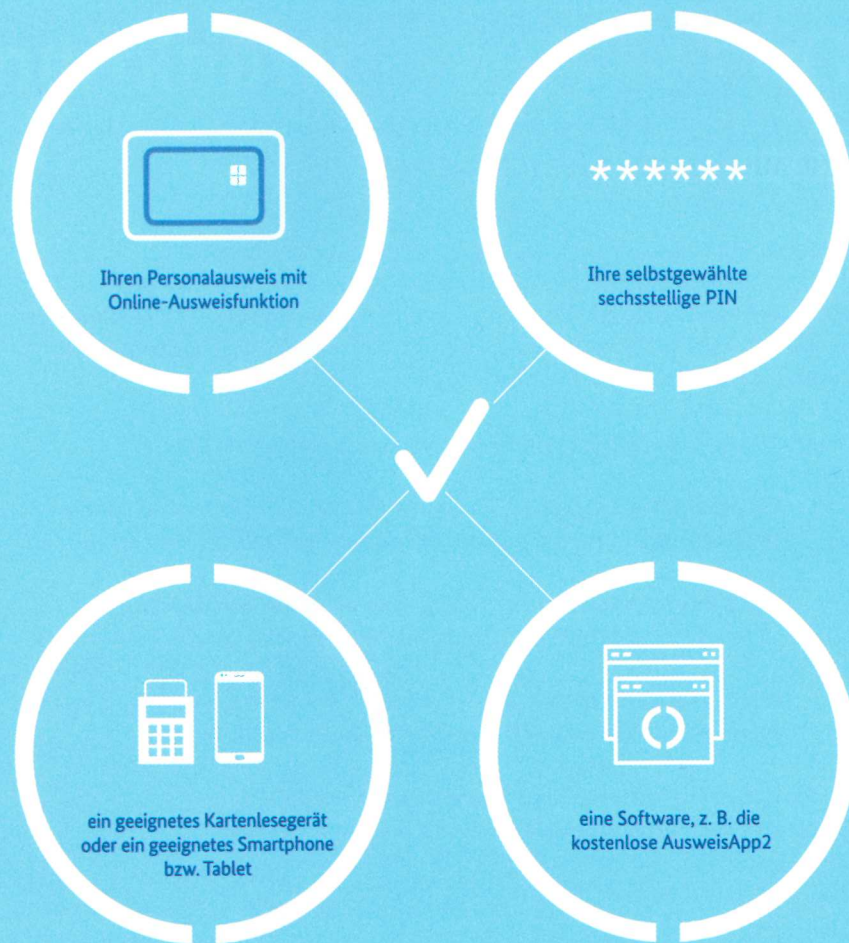 Ihren Personalausweis mit
Online-Ausweisfunktion
******
Ihre selbstgewählte
sechsstellige PIN
ein geeignetes Kartenlesegerät
oder ein geeignetes Smartphone
bzw. Tablet
eine Software, z. B. die
kostenlose AusweisApp2